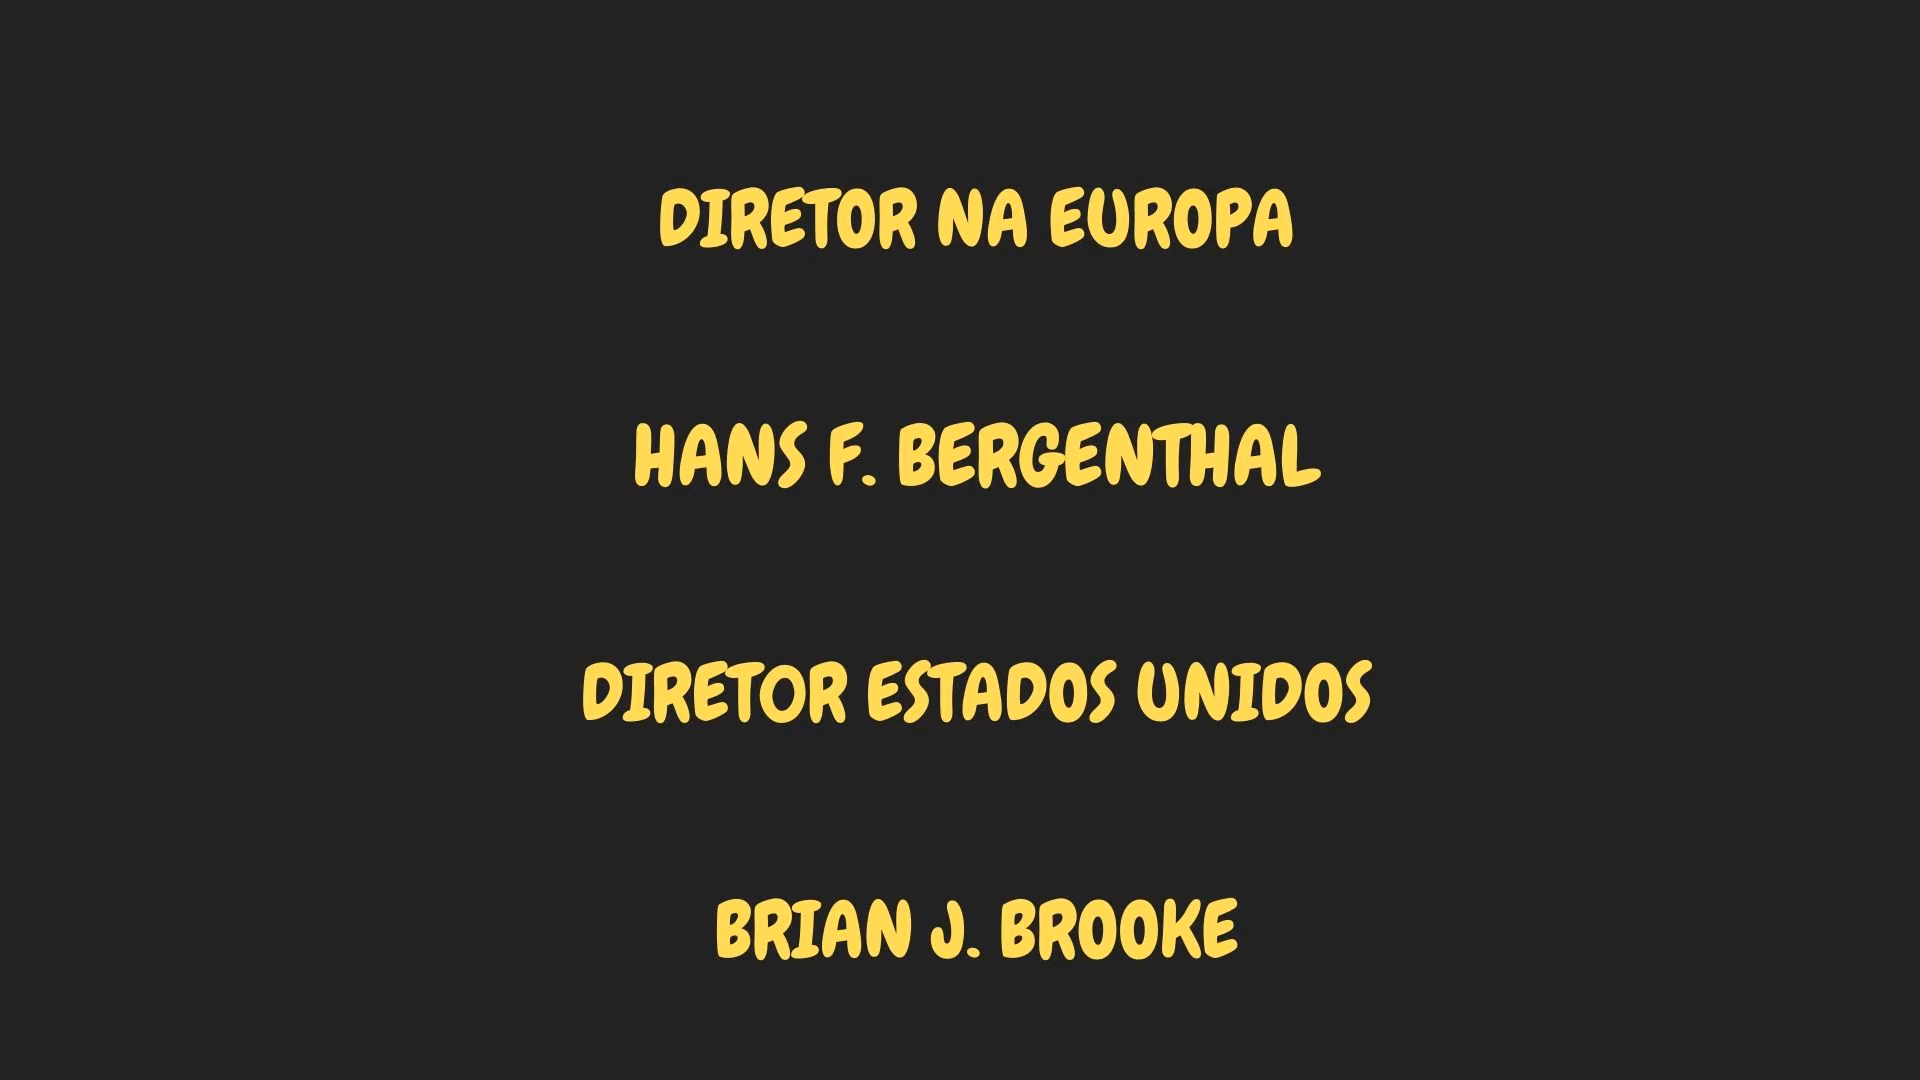 DIRETOR NA EUROPA
HANS F. BERGENTHAL
DIRETOR ESTADOS UNIDOS
BRIAN J. BROOKE